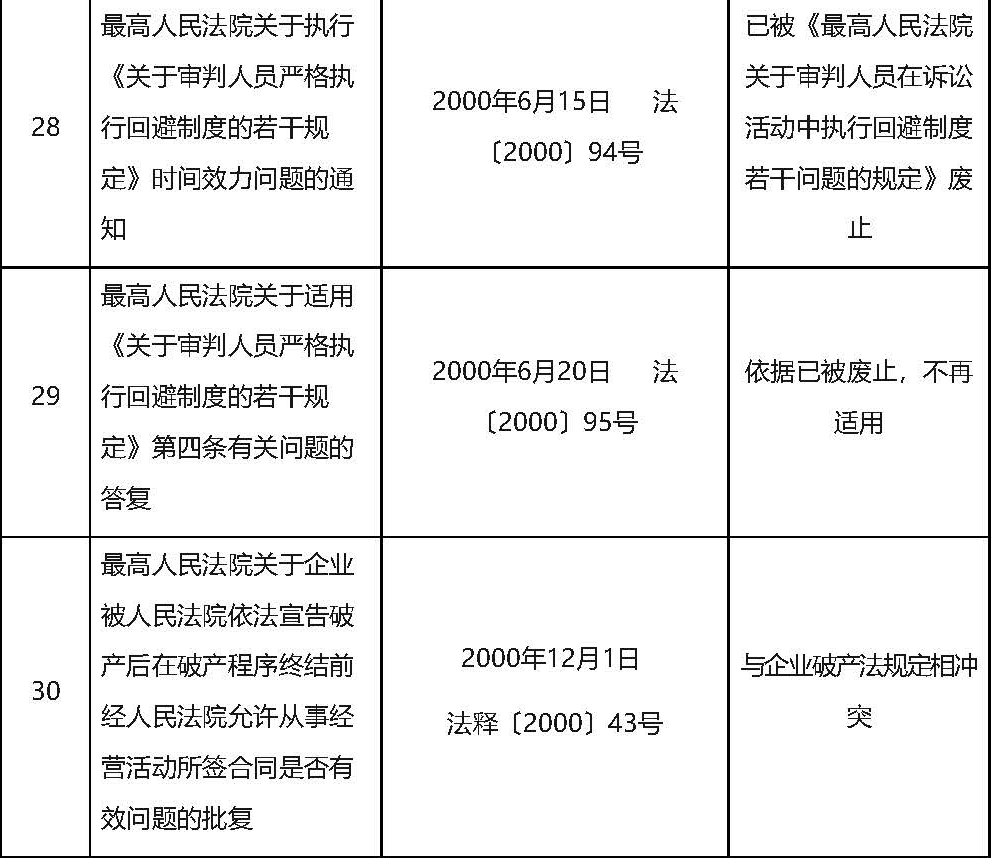 28
最高人民法院关于执行
《关于审判人员严格执
行回避制度的若干规
定》时间效力问题的通
知
2000年6月15日 法
〔2000〕94号
已被《最高人民法院
关于审判人员在诉讼
活动中执行回避制度
若干问题的规定》废
止
29
最高人民法院关于适用
《关于审判人员严格执
行回避制度的若干规
定》第四条有关问题的
答复
2000年6月20日 法
〔2000〕95号
依据已被废止，不再
适用
30
最高人民法院关于企业
被人民法院依法宣告破
产后在破产程序终结前
经人民法院允许从事经
营活动所签合同是否有
效问题的批复
2000年12月1日
法释〔2000〕43号
与企业破产法规定相冲
突